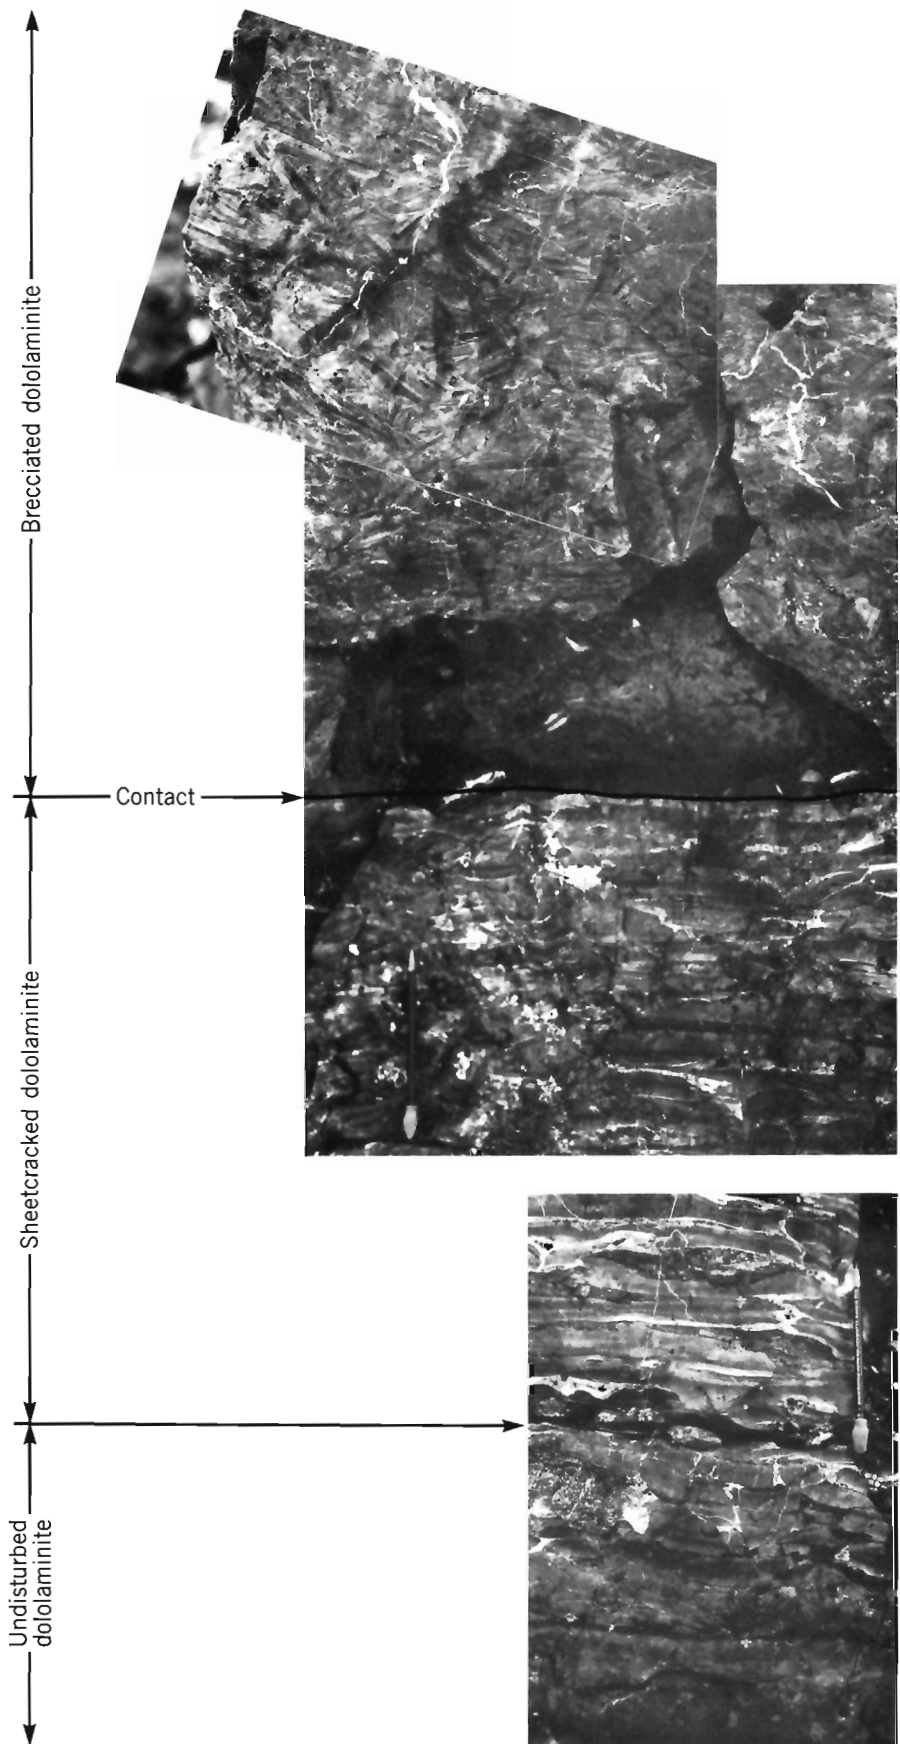 Brecciated dololaminite
Contact
Sheetcracked dololaminite
Undisturbed
dololaminite